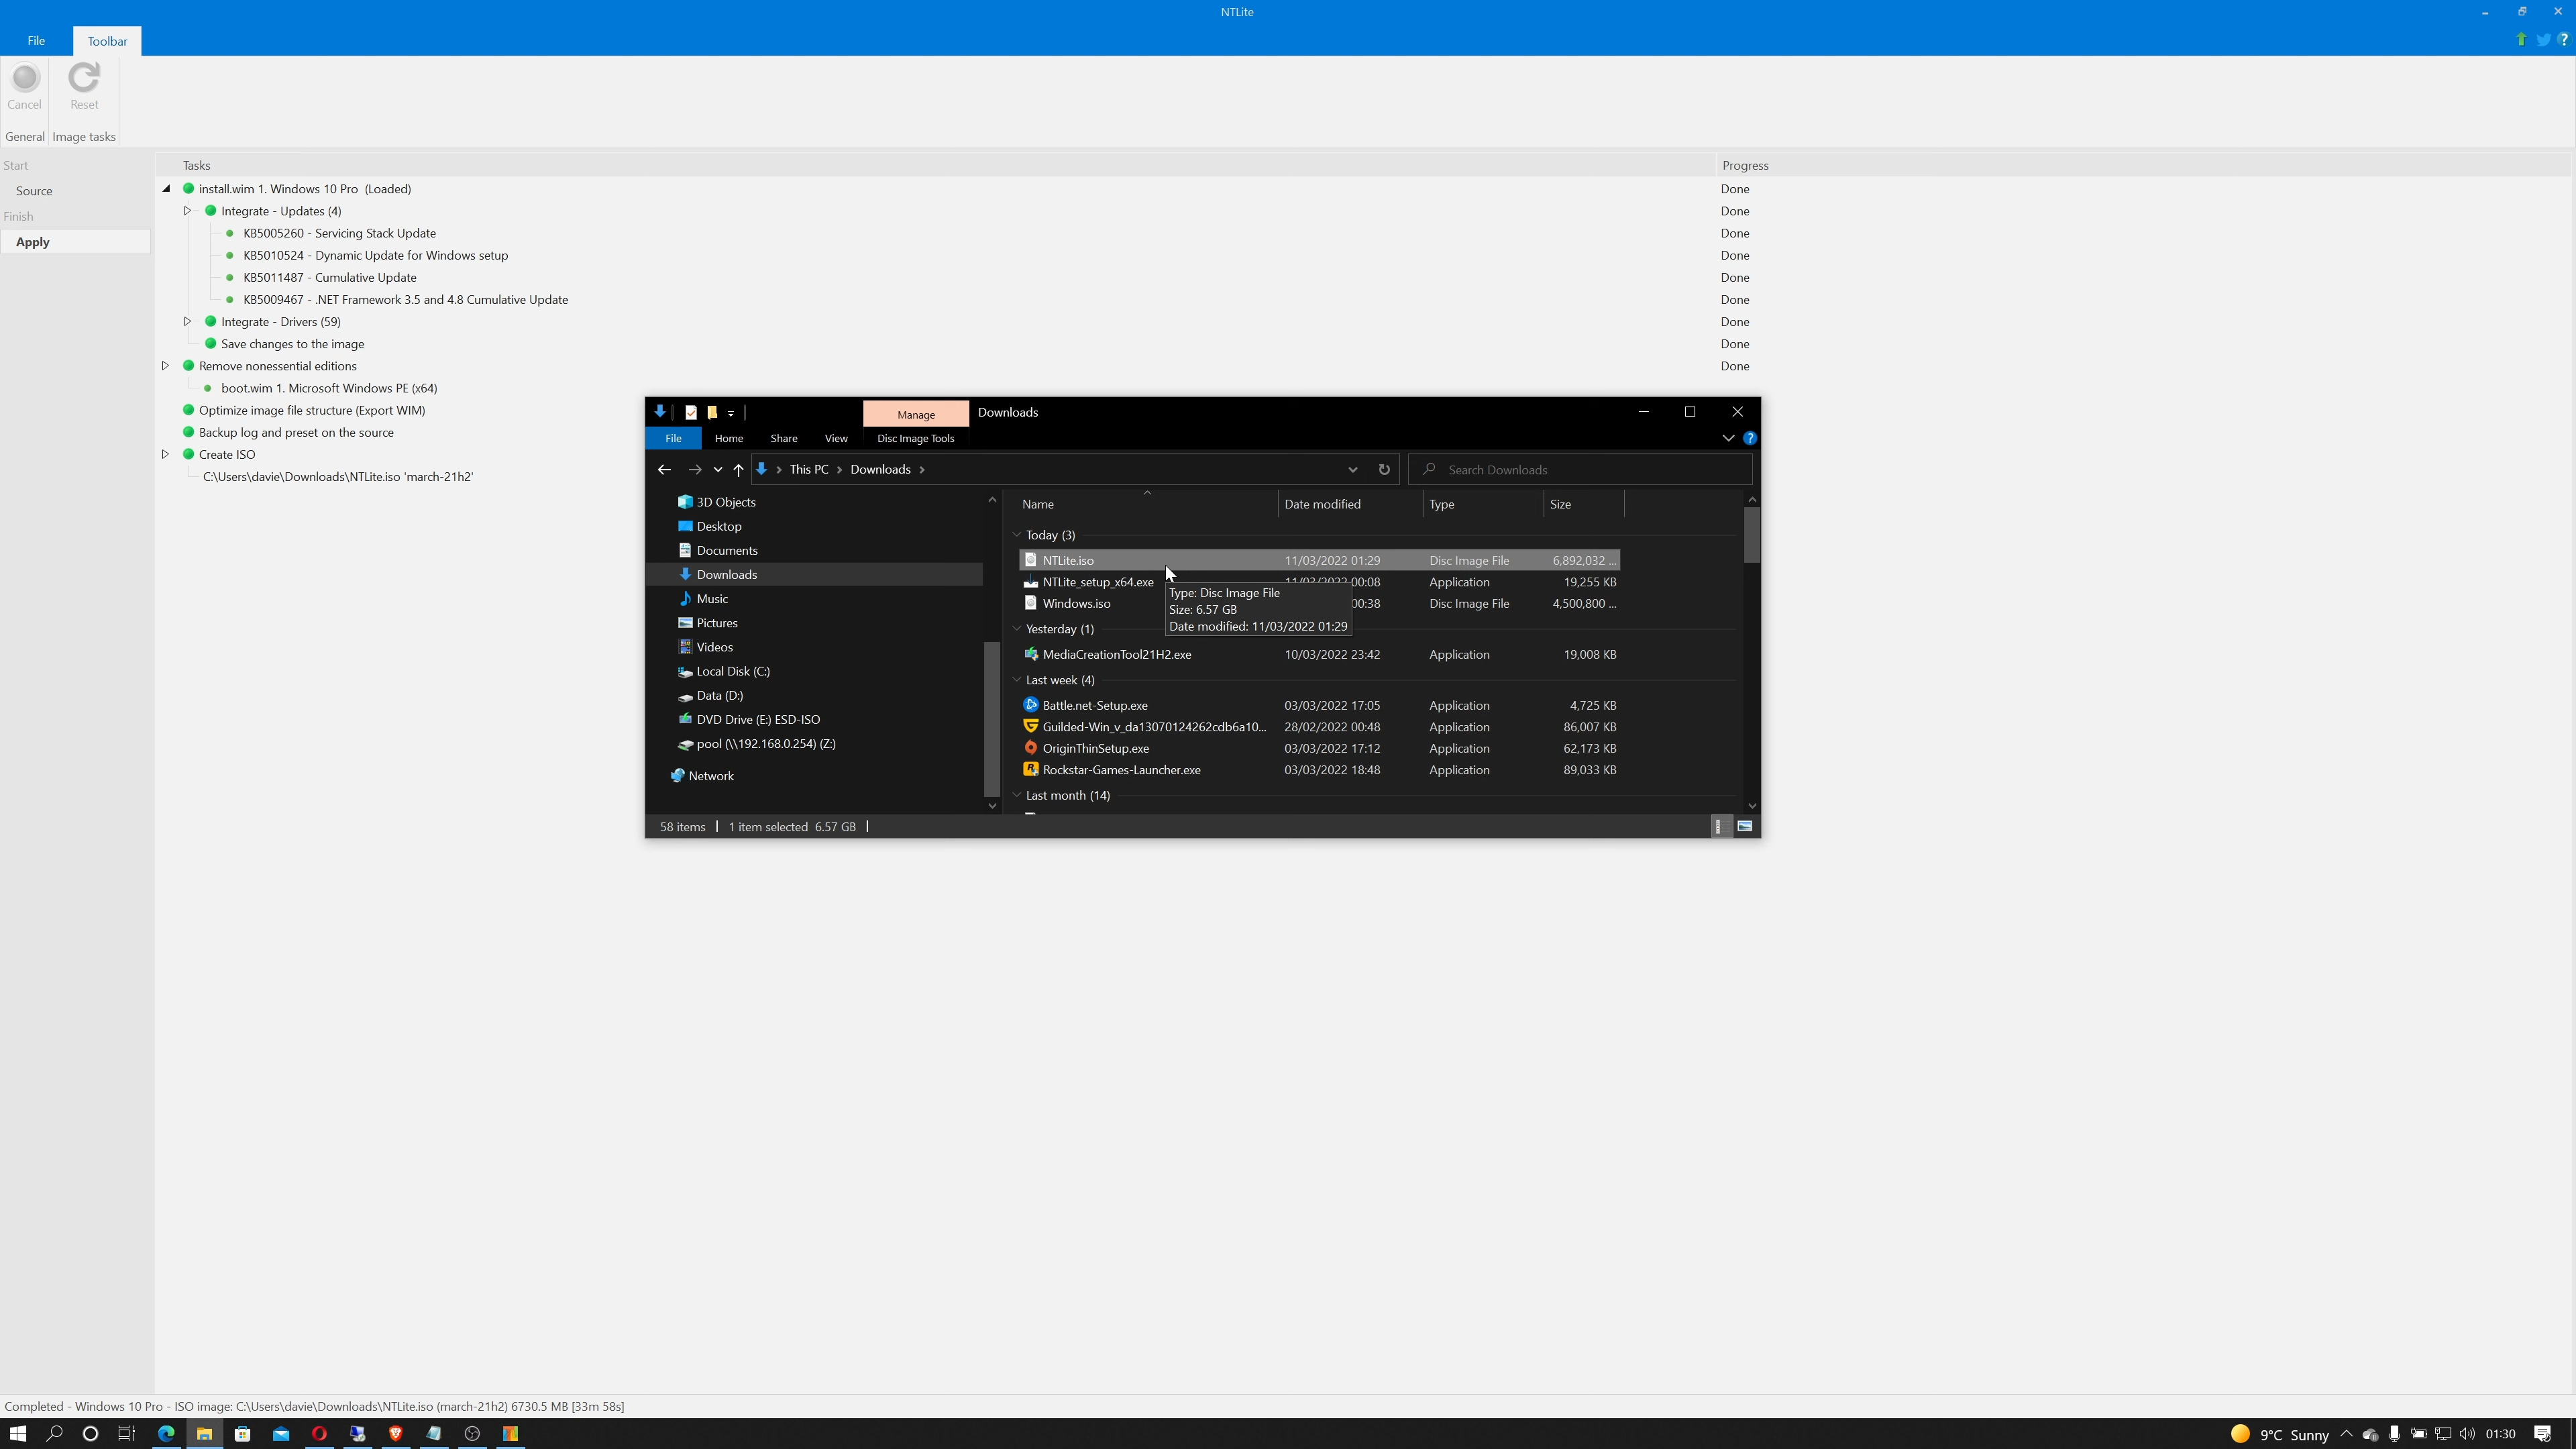 NTLite
File
Toolbar
Cancel
Reset
General
Image tasks
Start
Source
Finish
Apply
Tasks
Progress
install.wim 1. Windows 10 Pro (Loaded)
Done
Integrate - Updates (4)
Done
KB5005260 - Servicing Stack Update
Done
KB5010524 - Dynamic Update for Windows setup
Done
KB5011487 - Cumulative Update
Done
KB5009467 - .NET Framework 3.5 and 4.8 Cumulative Update
Done
Integrate - Drivers (59)
Done
Save changes to the image
Done
Remove nonessential editions
Done
boot.wim 1. Microsoft Windows PE (x64)
Optimize image file structure (Export WIM)
Backup log and preset on the source
Create ISO
C:\Users\davie\Downloads\NTLite.iso 'march-21h2'
Manage
Downloads
File
Home
Share
View
Disc Image Tools
This PC
Downloads
Search Downloads
3D Objects
Desktop
Documents
Downloads
Music
Pictures
Videos
Local Disk (C:)
Data (D:)
DVD Drive (E:) ESD-ISO
pool (\\192.168.0.254) (Z:)
Network
Name
Date modified
Type
Size
Today (3)
NTLite.iso 11/03/2022 01:29 Disc Image File 6,892,032 ...
NTLite_setup_x64.exe 11/03/2022 00:08 Application 19,255 KB
Windows.iso 00:38 Disc Image File 4,500,800 ...
Type: Disc Image File
Size: 6.57 GB
Date modified: 11/03/2022 01:29
Yesterday (1)
MediaCreationTool21H2.exe 10/03/2022 23:42 Application 19,008 KB
Last week (4)
Battle.net-Setup.exe 03/03/2022 17:05 Application 4,725 KB
Guilded-Win_v_da13070124262cdb6a10... 28/02/2022 00:48 Application 86,007 KB
OriginThinSetup.exe 03/03/2022 17:12 Application 62,173 KB
Rockstar-Games-Launcher.exe 03/03/2022 18:48 Application 89,033 KB
Last month (14)
58 items
1 item selected 6.57 GB
Completed - Windows 10 Pro - ISO image: C:\Users\davie\Downloads\NTLite.iso (march-21h2) 6730.5 MB [33m 58s]
9°C Sunny
01:30